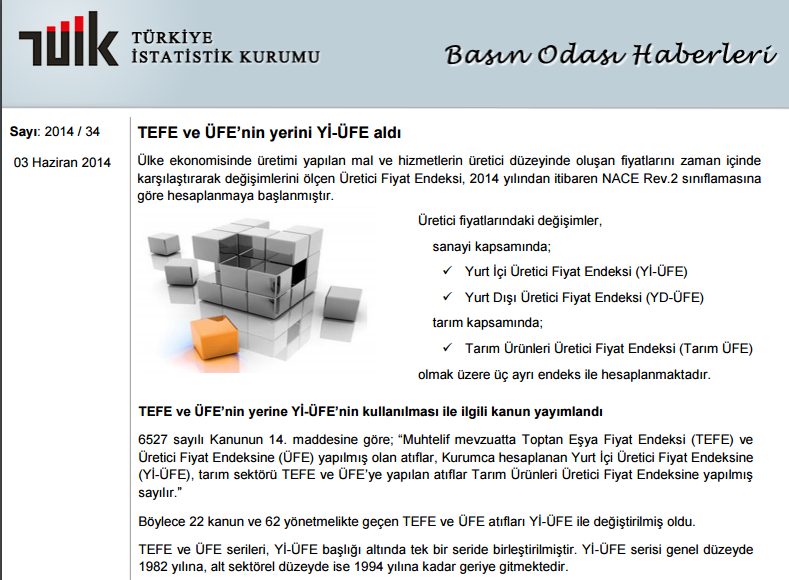 TÜİK
TÜRKİYE
İSTATİSTİK KURUMU
Basın Odası Haberleri
Sayı: 2014 / 34
03 Haziran 2014
TEFE ve ÜFE’nin yerini Yİ-ÜFE aldı
Ülke ekonomisinde üretimi yapılan mal ve hizmetlerin üretici düzeyinde oluşan fiyatlarını zaman içinde
karşılaştırarak değişimlerini ölçen Üretici Fiyat Endeksi, 2014 yılından itibaren NACE Rev.2 sınıflamasına
göre hesaplanmaya başlanmıştır.
Üretici fiyatlarındaki değişimler,
sanayi kapsamında;
✓ Yurt İçi Üretici Fiyat Endeksi (Yİ-ÜFE)
✓ Yurt Dışı Üretici Fiyat Endeksi (YD-ÜFE)
tarım kapsamında;
✓ Tarım Ürünleri Üretici Fiyat Endeksi (Tarım ÜFE)
olmak üzere üç ayrı endeks ile hesaplanmaktadır.
TEFE ve ÜFE’nin yerine Yİ-ÜFE’nin kullanılması ile ilgili kanun yayımlandı
6527 sayılı Kanunun 14. maddesine göre; “Muhtelif mevzuatta Toptan Eşya Fiyat Endeksi (TEFE) ve
Üretici Fiyat Endeksine (ÜFE) yapılmış olan atıflar, Kurumca hesaplanan Yurt İçi Üretici Fiyat Endeksine
(Yİ-ÜFE), tarım sektörü TEFE ve ÜFE’ye yapılan atıflar Tarım Ürünleri Üretici Fiyat Endeksine yapılmış
sayılır.”
Böylece 22 kanun ve 62 yönetmelikte geçen TEFE ve ÜFE atıfları Yİ-ÜFE ile değiştirilmiş oldu.
TEFE ve ÜFE serileri, Yİ-ÜFE başlığı altında tek bir seride birleştirilmiştir. Yİ-ÜFE serisi genel düzeyde
1982 yılına, alt sektörel düzeyde ise 1994 yılına kadar geriye gitmektedir.